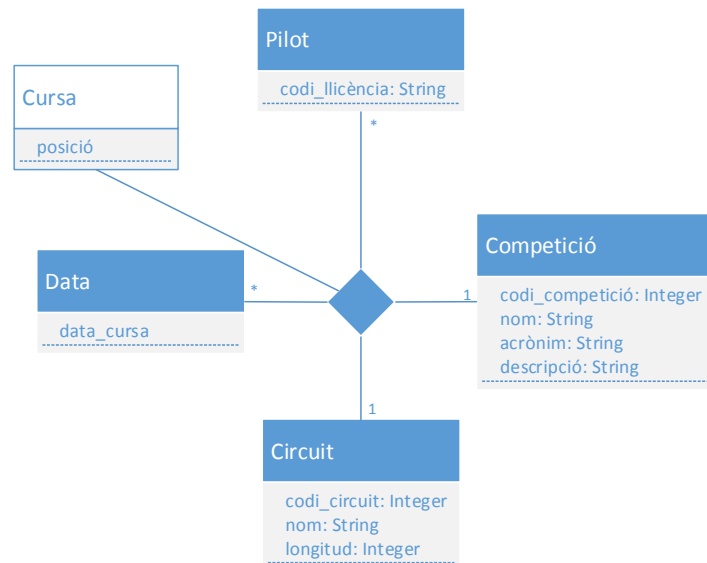 Pilot
codi_llicència: String
Cursa
posició
*
Competició
codi_competició: Integer
nom: String
acrònim: String
descripció: String
Data
data_cursa
*
1
1
Circuit
codi_circuit: Integer
nom: String
longitud: Integer